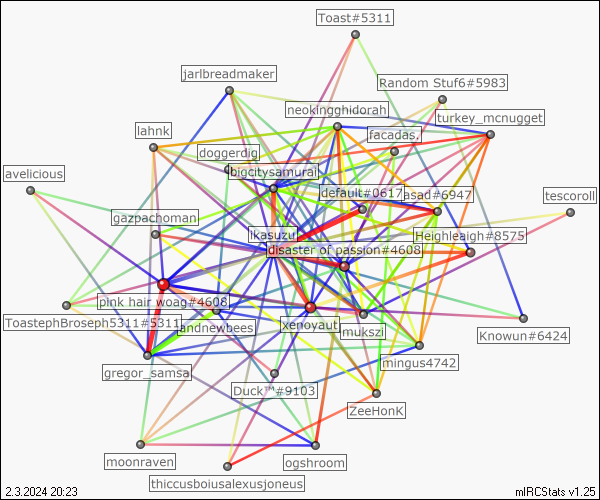 Toast#5311
jarlbreadmaker
Random Stuf6#5983
neokingghidorah
turkey_mcnugget
lahnk
facadas.
doggerdig
bigcitysamurai
avelicious
default#0617
asad#6947
tescoroll
gazpachoman
ikasuzu
Heighleaigh#8575
disaster of passion#4608
pink hair woag#4608
ToastephBroseph5311#5311
andnewbees
xenoyaut
mukszi
Knowun#6424
gregor_samsa
mingus4742
Duck™#9103
ZeeHonK
moonraven
ogshroom
thiccusboiusalexusjoneus
2.3.2024 20:23
mIRCStats v1.25